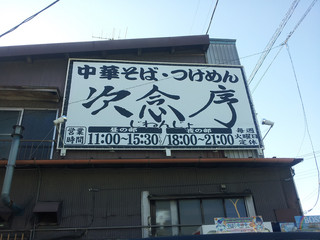 中華そば・つけめん
次念序
じねんじょ
営業時間
昼の部 夜の部
11:00~15:30/18:00~21:00
毎週火曜日定休